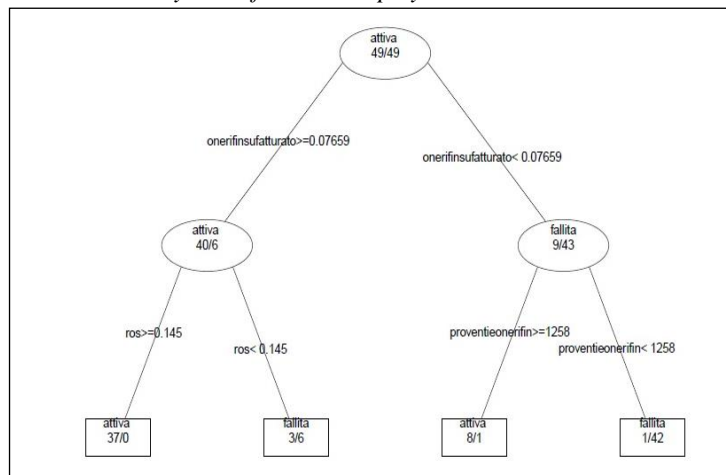 attiva
49/49
onerifinsufatturato>=0.07659
onerifinsufatturato< 0.07659
attiva
40/6
fallita
9/43
ros>=0.145
ros< 0.145
proventieonerifin>=1258
proventieonerifin< 1258
attiva
37/0
fallita
3/6
attiva
8/1
fallita
1/42